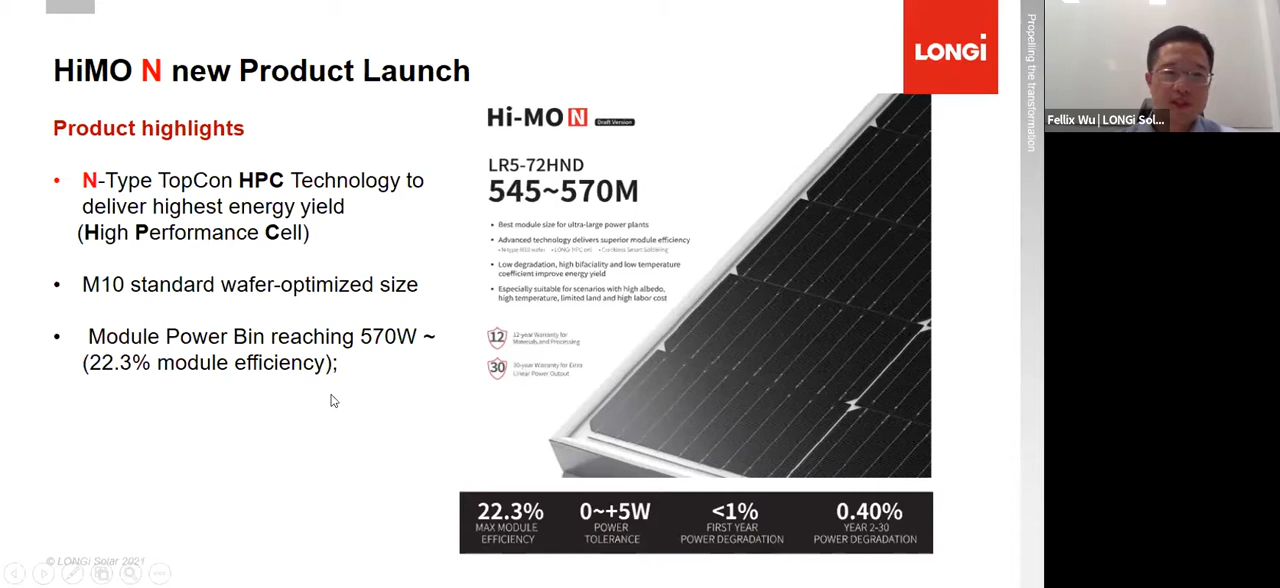 HiMO N new Product Launch
Product highlights
• N-Type TopCon HPC Technology to
deliver highest energy yield
(High Performance Cell)
• M10 standard wafer-optimized size
• Module Power Bin reaching 570W ~
(22.3% module efficiency);
© LONGi Solar 2021
LONGi
Hi-MO N Draft Version
LR5-72HND
545~570M
• Best module size for ultra-large power plants
• Advanced technology delivers superior module efficiency
• N-type M10 wafer • LONGi HPC cell • Smart Soldering
• Low degradation, high bifaciality and low temperature
coefficient improve energy yield
• Especially suitable for scenarios with high albedo,
high temperature, limited land and high labor cost
12 12-year Warranty for
Materials and Processing
30 30-year Warranty for Extra
Linear Power Output
22.3%
MAX MODULE
EFFICIENCY
0~+5W
POWER
TOLERANCE
<1%
FIRST YEAR
POWER DEGRADATION
0.40%
YEAR 2-30
POWER DEGRADATION
Propelling the transformation
Fellix Wu | LONGi Sol...